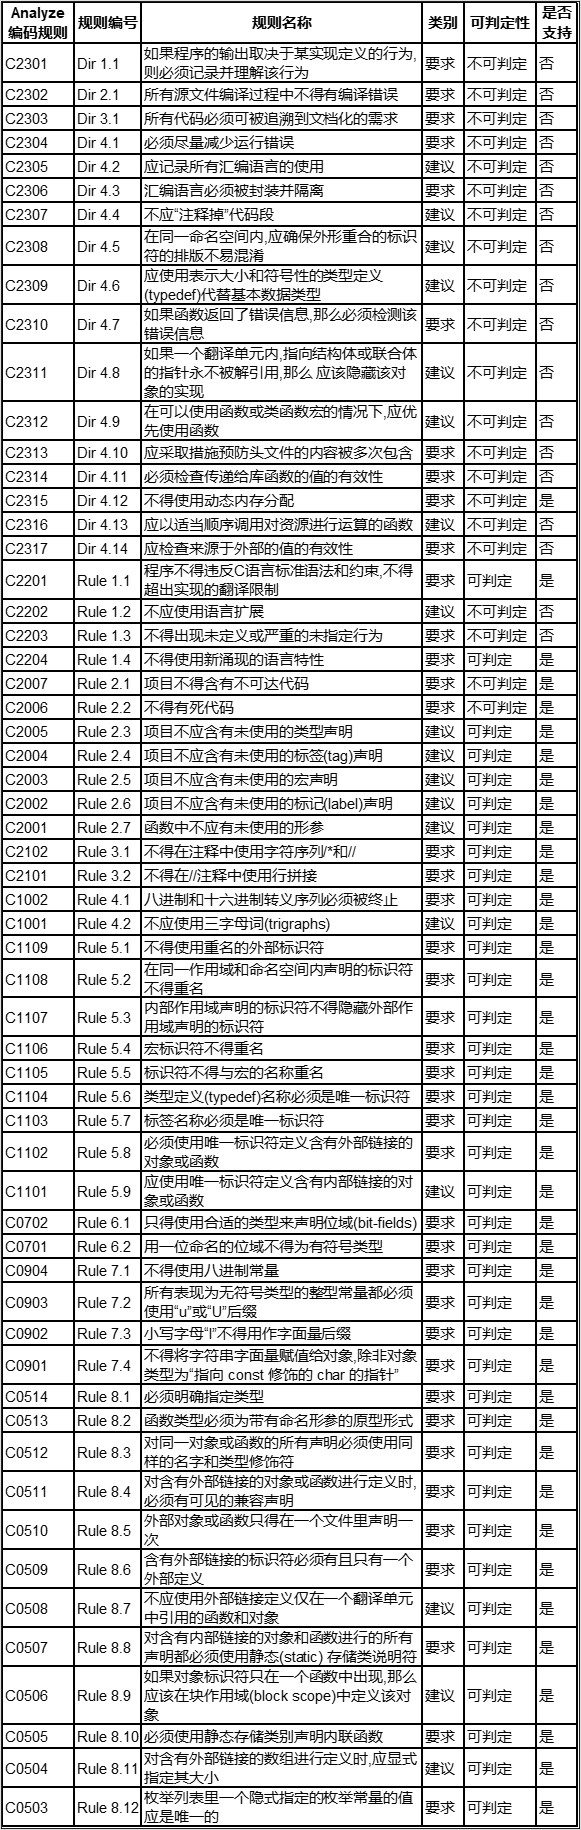 Analyze编码规则 规则编号 规则名称 类别 可判定性 是否支持
C2301 Dir 1.1 如果程序的输出取决于某实现定义的行为,则必须记录并理解该行为 要求 不可判定 否
C2302 Dir 2.1 所有源文件编译过程中不得有编译错误 要求 不可判定 否
C2303 Dir 3.1 所有代码必须可被追溯到文档化的需求 要求 不可判定 否
C2304 Dir 4.1 必须尽量减少运行错误 要求 不可判定 否
C2305 Dir 4.2 应记录所有汇编语言的使用 建议 不可判定 否
C2306 Dir 4.3 汇编语言必须被封装并隔离 要求 不可判定 否
C2307 Dir 4.4 不应“注释掉”代码段 建议 不可判定 否
C2308 Dir 4.5 在同一命名空间内,应确保外形重合的标识符的排版不易混淆 建议 不可判定 否
C2309 Dir 4.6 应使用表示大小和符号性的类型定义(typedef)代替基本数据类型 建议 不可判定 否
C2310 Dir 4.7 如果函数返回了错误信息,那么必须检测该错误信息 要求 不可判定 否
C2311 Dir 4.8 如果一个翻译单元内,指向结构体或联合体的指针永不被解引用,那么 应该隐藏该对象的实现 建议 不可判定 否
C2312 Dir 4.9 在可以使用函数或类函数宏的情况下,应优先使用函数 建议 不可判定 否
C2313 Dir 4.10 应采取措施预防头文件的内容被多次包含 要求 不可判定 否
C2314 Dir 4.11 必须检查传递给库函数的值的有效性 要求 不可判定 否
C2315 Dir 4.12 不得使用动态内存分配 要求 不可判定 是
C2316 Dir 4.13 应以适当顺序调用对资源进行运算的函数 建议 不可判定 否
C2317 Dir 4.14 应检查来源于外部的值的有效性 要求 不可判定 否
C2201 Rule 1.1 程序不得违反C语言标准语法和约束,不得超出实现的翻译限制 要求 可判定 是
C2202 Rule 1.2 不应使用语言扩展 建议 不可判定 否
C2203 Rule 1.3 不得出现未定义或严重的未指定行为 要求 不可判定 否
C2204 Rule 1.4 不得使用新涌现的语言特性 要求 可判定 是
C2007 Rule 2.1 项目不得含有不可达代码 要求 不可判定 是
C2006 Rule 2.2 不得有死代码 要求 不可判定 是
C2005 Rule 2.3 项目不应含有未使用的类型声明 建议 可判定 是
C2004 Rule 2.4 项目不应含有未使用的标签(tag)声明 建议 可判定 是
C2003 Rule 2.5 项目不应含有未使用的宏声明 建议 可判定 是
C2002 Rule 2.6 项目不应含有未使用的标记(label)声明 建议 可判定 是
C2001 Rule 2.7 函数中不应有未使用的形参 建议 可判定 是
C2102 Rule 3.1 不得在注释中使用字符序列/*和// 要求 可判定 是
C2101 Rule 3.2 不得在//注释中使用行拼接 要求 可判定 是
C1002 Rule 4.1 八进制和十六进制转义序列必须被终止 要求 可判定 是
C1001 Rule 4.2 不应使用三字母词(trigraphs) 建议 可判定 是
C1109 Rule 5.1 不得使用重名的外部标识符 要求 可判定 是
C1108 Rule 5.2 在同一作用域和命名空间内声明的标识符不得重名 要求 可判定 是
C1107 Rule 5.3 内部作用域声明的标识符不得隐藏外部作用域声明的标识符 要求 可判定 是
C1106 Rule 5.4 宏标识符不得重名 要求 可判定 是
C1105 Rule 5.5 标识符不得与宏的名称重名 要求 可判定 是
C1104 Rule 5.6 类型定义(typedef)名称必须是唯一标识符 要求 可判定 是
C1103 Rule 5.7 标签名称必须是唯一标识符 要求 可判定 是
C1102 Rule 5.8 必须使用唯一标识符定义含有外部链接的对象或函数 要求 可判定 是
C1101 Rule 5.9 应使用唯一标识符定义含有内部链接的对象或函数 建议 可判定 是
C0702 Rule 6.1 只得使用合适的类型来声明位域(bit-fields) 要求 可判定 是
C0701 Rule 6.2 用一位命名的位域不得为有符号类型 要求 可判定 是
C0904 Rule 7.1 不得使用八进制常量 要求 可判定 是
C0903 Rule 7.2 所有表现为无符号类型的整型常量都必须使用“u”或“U”后缀 要求 可判定 是
C0902 Rule 7.3 小写字母“l”不得用作字面量后缀 要求 可判定 是
C0901 Rule 7.4 不得将字符串字面量赋值给对象,除非对象类型为“指向 const 修饰的 char 的指针” 要求 可判定 是
C0514 Rule 8.1 必须明确指定类型 要求 可判定 是
C0513 Rule 8.2 函数类型必须为带有命名形参的原型形式 要求 可判定 是
C0512 Rule 8.3 对同一对象或函数的所有声明必须使用同样的名字和类型修饰符 要求 可判定 是
C0511 Rule 8.4 对含有外部链接的对象或函数进行定义时,必须有可见的兼容声明 要求 可判定 是
C0510 Rule 8.5 外部对象或函数只得在一个文件里声明一次 要求 可判定 是
C0509 Rule 8.6 含有外部链接的标识符必须有且只有一个外部定义 要求 可判定 是
C0508 Rule 8.7 不应使用外部链接定义仅在一个翻译单元中引用的函数和对象 建议 可判定 是
C0507 Rule 8.8 对含有内部链接的对象和函数进行的所有声明都必须使用静态(static) 存储类说明符 要求 可判定 是
C0506 Rule 8.9 如果对象标识符只在一个函数中出现,那么应该在块作用域(block scope)中定义该对象 建议 可判定 是
C0505 Rule 8.10 必须使用静态存储类别声明内联函数 要求 可判定 是
C0504 Rule 8.11 对含有外部链接的数组进行定义时,应显式指定其大小 建议 可判定 是
C0503 Rule 8.12 枚举列表里一个隐式指定的枚举常量的值应是唯一的 要求 可判定 是